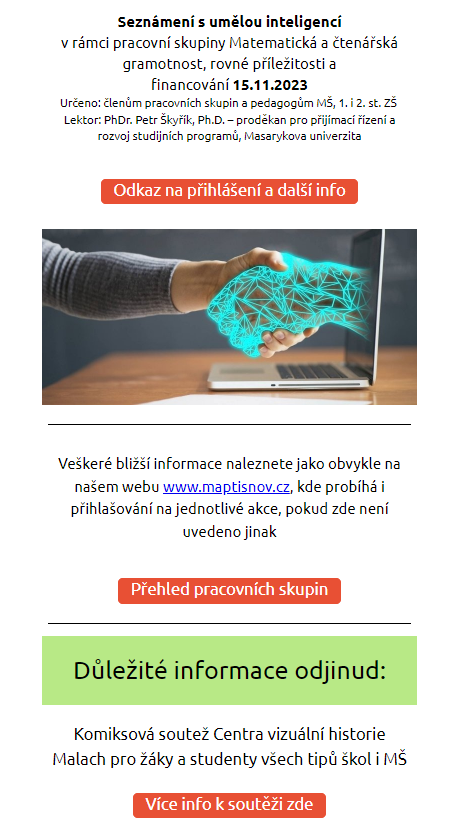 Seznámení s umělou inteligencí
v rámci pracovní skupiny Matematická a čtenářská
gramotnost, rovné příležitosti a
financování 15.11.2023
Určeno: členům pracovních skupin a pedagogům MŠ, 1. i 2. st. ZŠ
Lektor: PhDr. Petr Škyřík, Ph.D. – proděkan pro přijímací řízení a
rozvoj studijních programů, Masarykova univerzita
Odkaz na přihlášení a další info
Veškeré bližší informace naleznete jako obvykle na
našem webu www.maptisnov.cz, kde probíhá i
přihlašování na jednotlivé akce, pokud zde není
uvedeno jinak
Přehled pracovních skupin
Důležité informace odjinud:
Komiksová soutež Centra vizuální historie
Malach pro žáky a studenty všech tipů škol i MŠ
Více info k soutěži zde